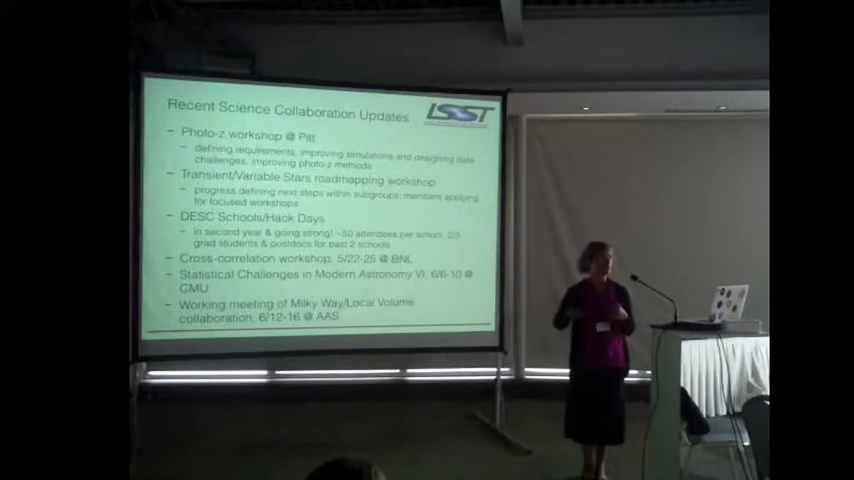 Recent Science Collaboration Updates
LSST
– Photo-z workshop @ Pitt
– defining requirements, improving simulations and designing data
challenges, improving photo-z methods
– Transient/Variable Stars roadmapping workshop
– progress defining next steps within subgroups; members applying
for focused workshops
– DESC Schools/Hack Days
– in second year & going strong! ~50 attendees per school, 2/3
grad students & postdocs for past 2 schools
– Cross-correlation workshop: 5/22-25 @ BNL
– Statistical Challenges in Modern Astronomy VI, 6/6-10 @
CMU
– Working meeting of Milky Way/Local Volume
collaboration, 6/12-16 @ AAS